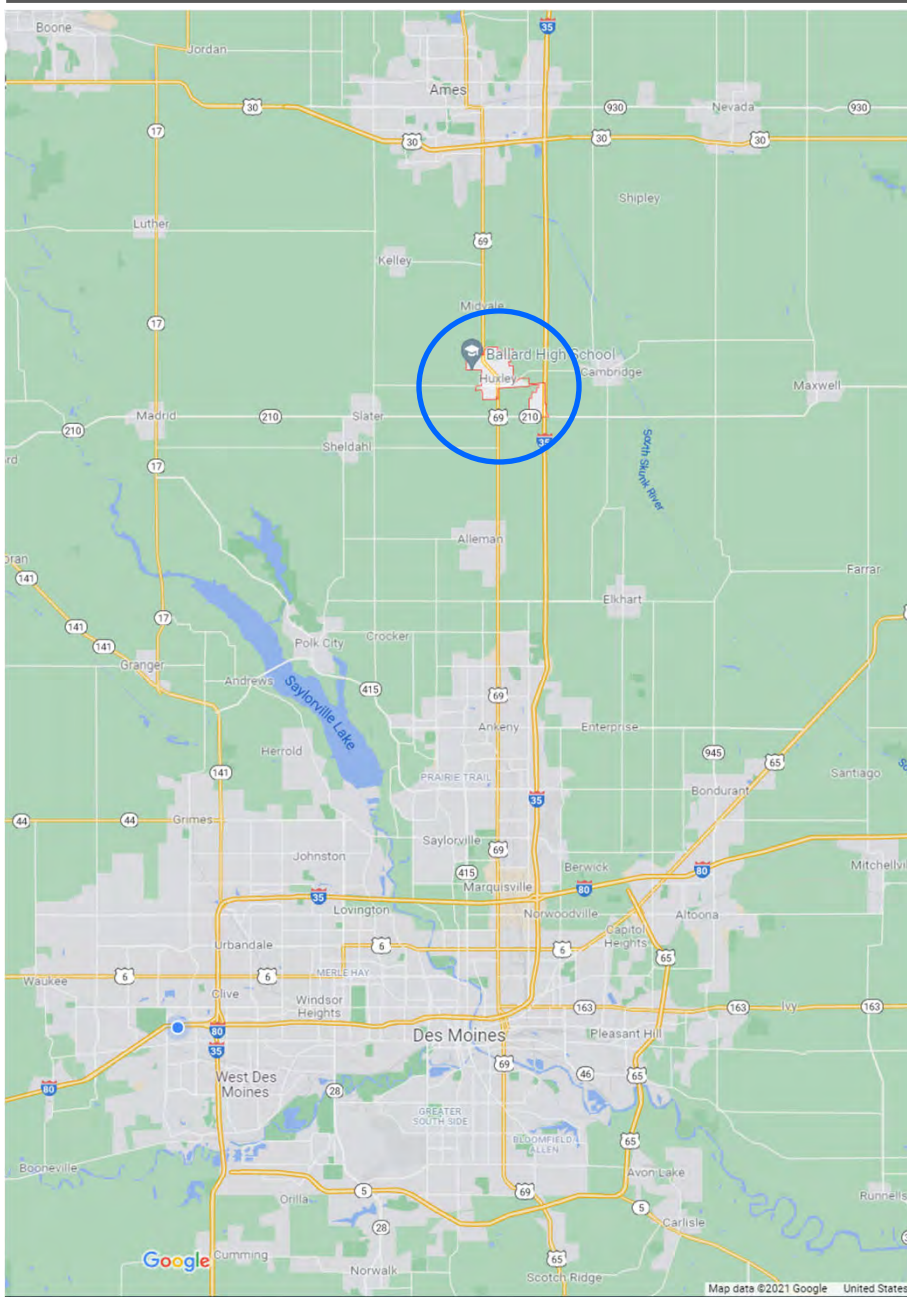 Boone
35
Jordan
Ames
30
930
Nevada
930
17
30
30
30
Shipley
Luther
69
Kelley
Midvale
17
Ballard High School
Huxley
Cambridge
Maxwell
Madrid
210
Slater
69
210
210
35
Sheldahl
17
South Skunk River
Alleman
Farrar
141
Elkhart
17
141
Crocker
Polk City
141
Granger
Andrews
415
69
Saylorville Lake
Ankeny
Enterprise
Herrold
945
65
141
PRAIRIE TRAIL
Santiago
Bondurant
35
44
44
Grimes
Saylorville
69
Johnston
415
Berwick
80
Marquisville
80
35
Lovington
Norwoodville
Altoona
Capitol
Heights
Urbandale
6
6
65
6
6
MERLE HAY
Waukee
Clive
Windsor
Heights
163
163
Ivy
163
80
Des Moines
Pleasant Hill
35
69
46
65
West Des
Moines
80
28
GREATER
SOUTH SIDE
BLOOMFIELD
ALLEN
65
Booneville
Avon Lake
5
69
Orilla
5
Runnells
28
Carlisle
Google
Cumming
65
Norwalk
Scotch Ridge
Map data ©2021 Google United States